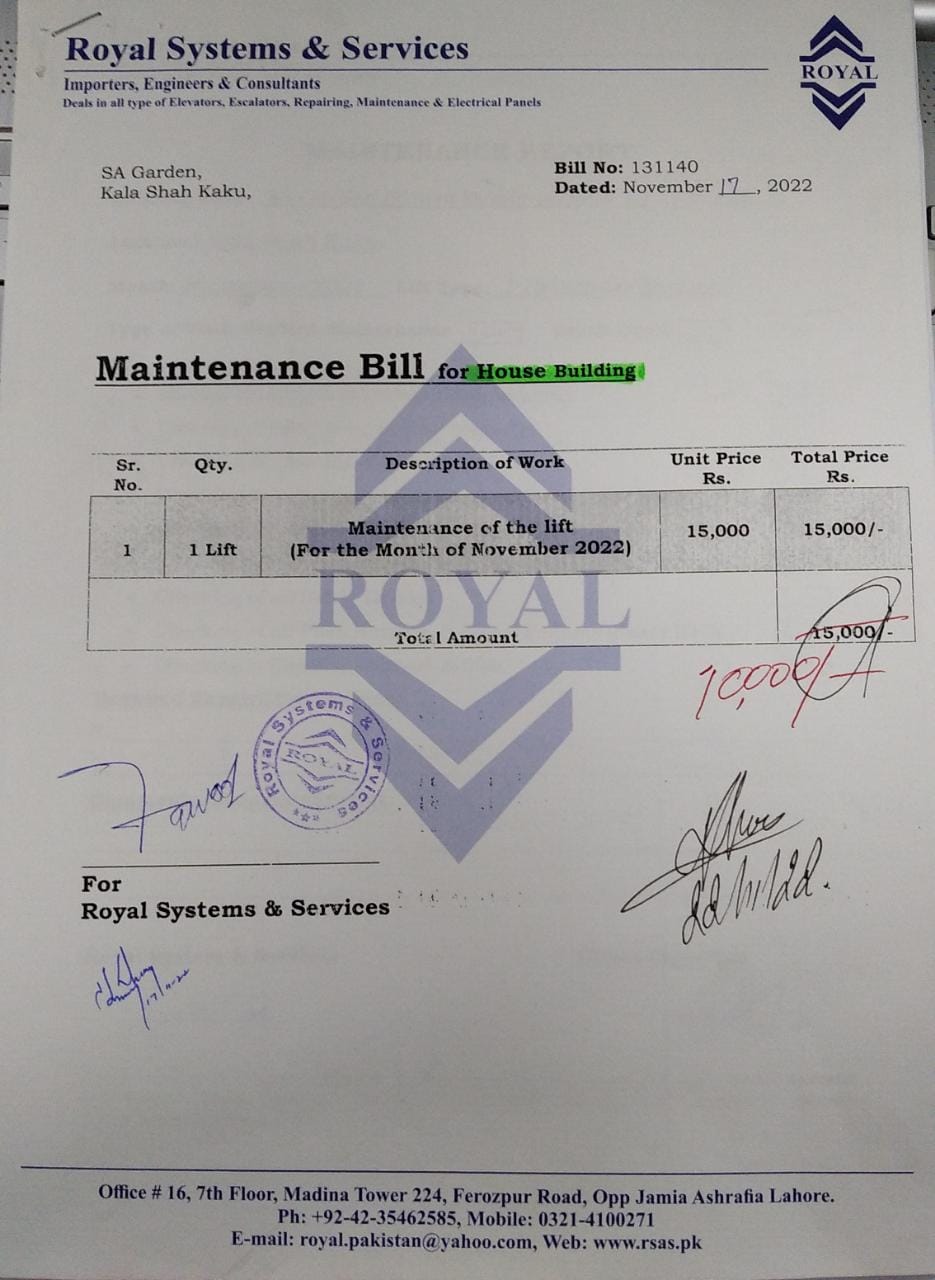 Royal Systems & Services
Importers, Engineers & Consultants
Deals in all type of Elevators, Escalators, Repairing, Maintenance & Electrical Panels
ROYAL
SA Garden,
Kala Shah Kaku,
Bill No: 131140
Dated: November 17, 2022
Maintenance Bill for House Building
Sr. No. Qty. Description of Work Unit Price Rs. Total Price Rs.
1 1 Lift Maintenance of the lift (For the Month of November 2022) 15,000 15,000/-
ROYAL
Total Amount 15,000/-
10,000/-
Royal Systems & Services
ROYAL
Fawad
22/11/22.
For
Royal Systems & Services
Office # 16, 7th Floor, Madina Tower 224, Ferozpur Road, Opp Jamia Ashrafia Lahore.
Ph: +92-42-35462585, Mobile: 0321-4100271
E-mail: royal.pakistan@yahoo.com, Web: www.rsas.pk